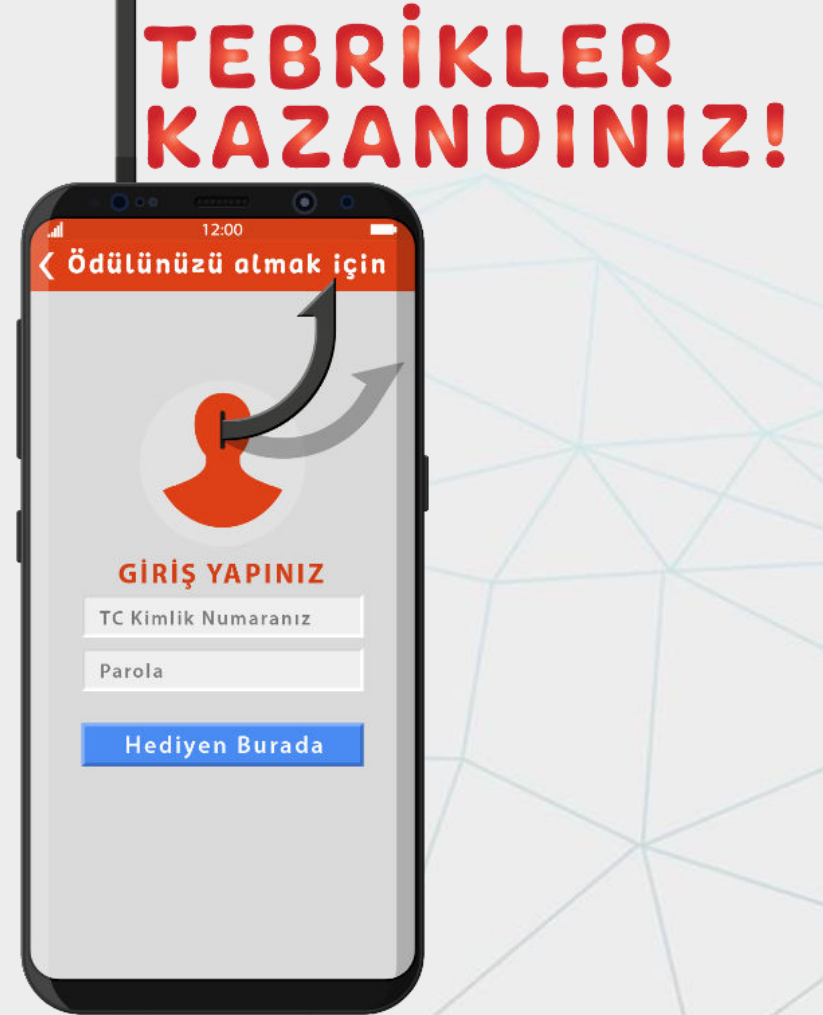 TEBRİKLER
KAZANDINIZ!
12:00
Ödülünüzü almak için
GİRİŞ YAPINIZ
TC Kimlik Numaranız
Parola
Hediyen Burada